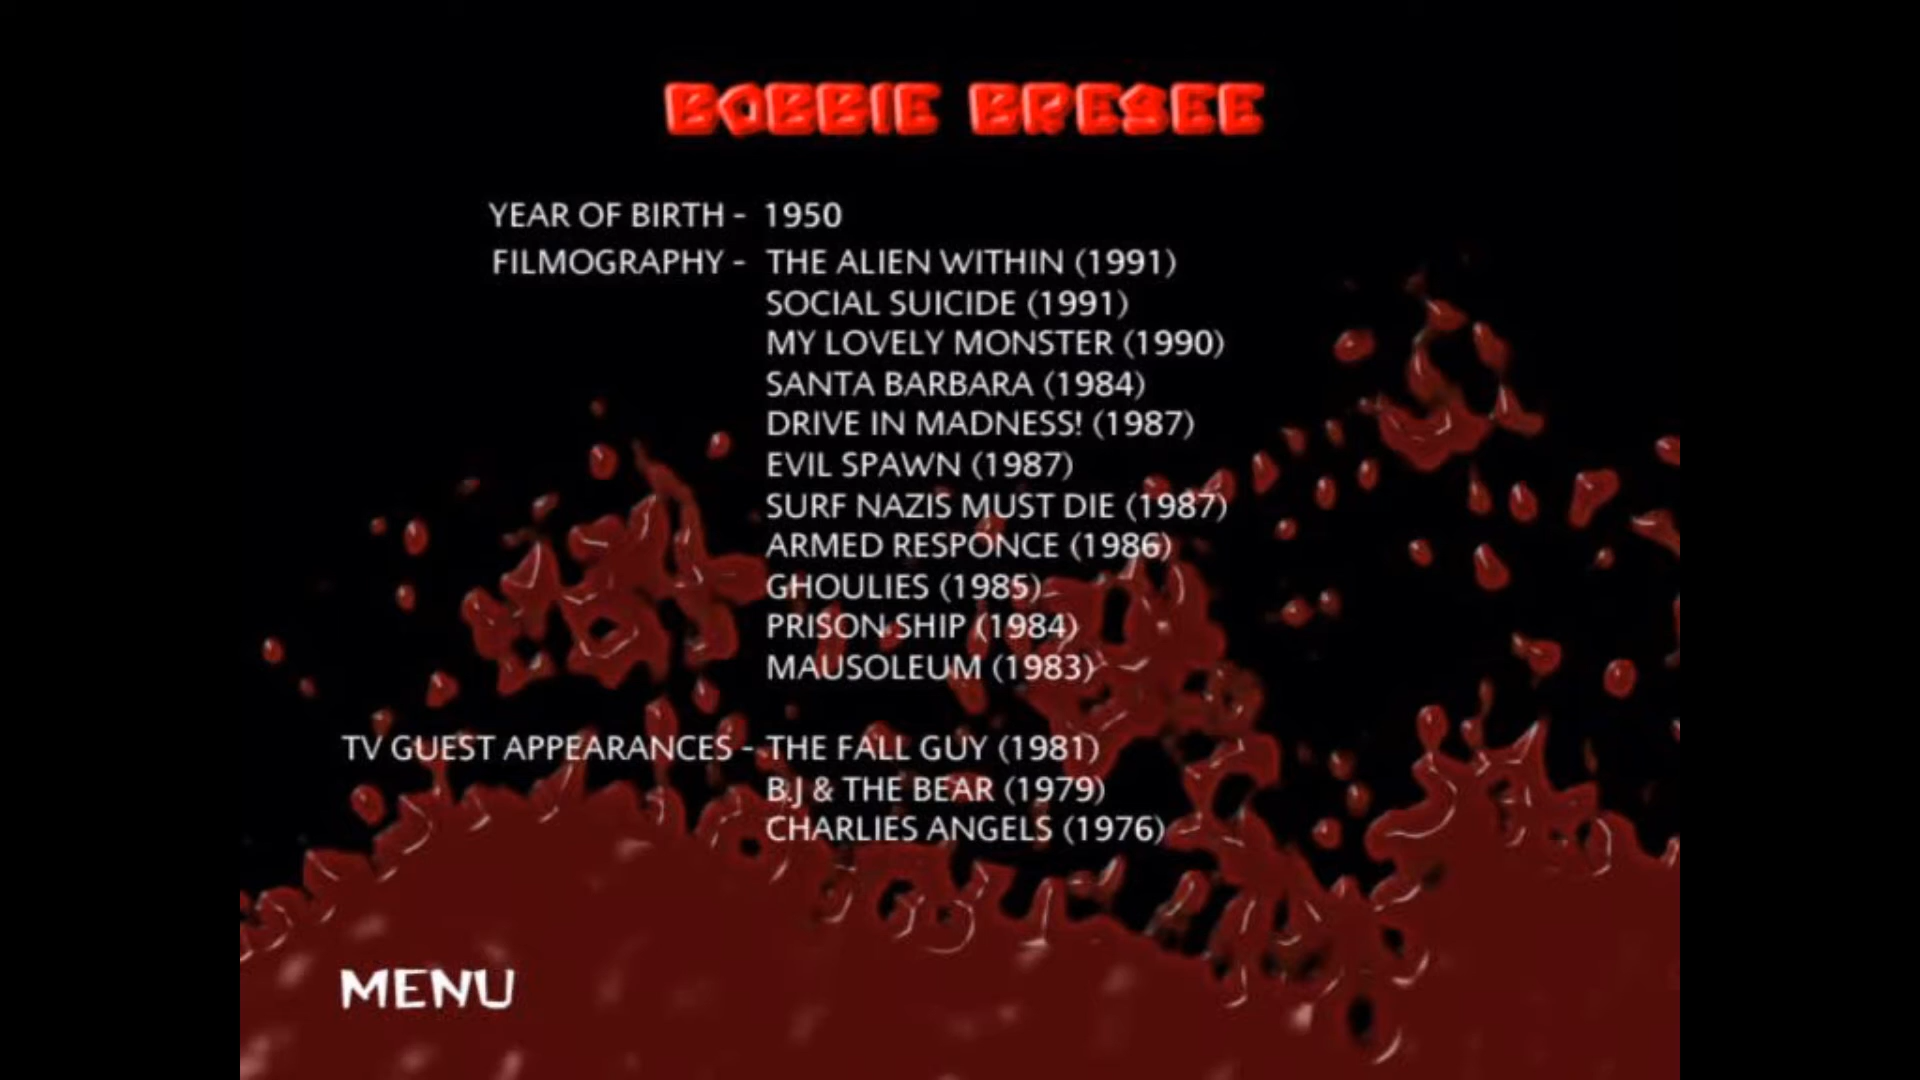 BOBBIE BRESEE
YEAR OF BIRTH - 1950
FILMOGRAPHY - THE ALIEN WITHIN (1991)
SOCIAL SUICIDE (1991)
MY LOVELY MONSTER (1990)
SANTA BARBARA (1984)
DRIVE IN MADNESS! (1987)
EVIL SPAWN (1987)
SURF NAZIS MUST DIE (1987)
ARMED RESPONCE (1986)
GHOULIES (1985)
PRISON SHIP (1984)
MAUSOLEUM (1983)
TV GUEST APPEARANCES - THE FALL GUY (1981)
B.J & THE BEAR (1979)
CHARLIES ANGELS (1976)
MENU